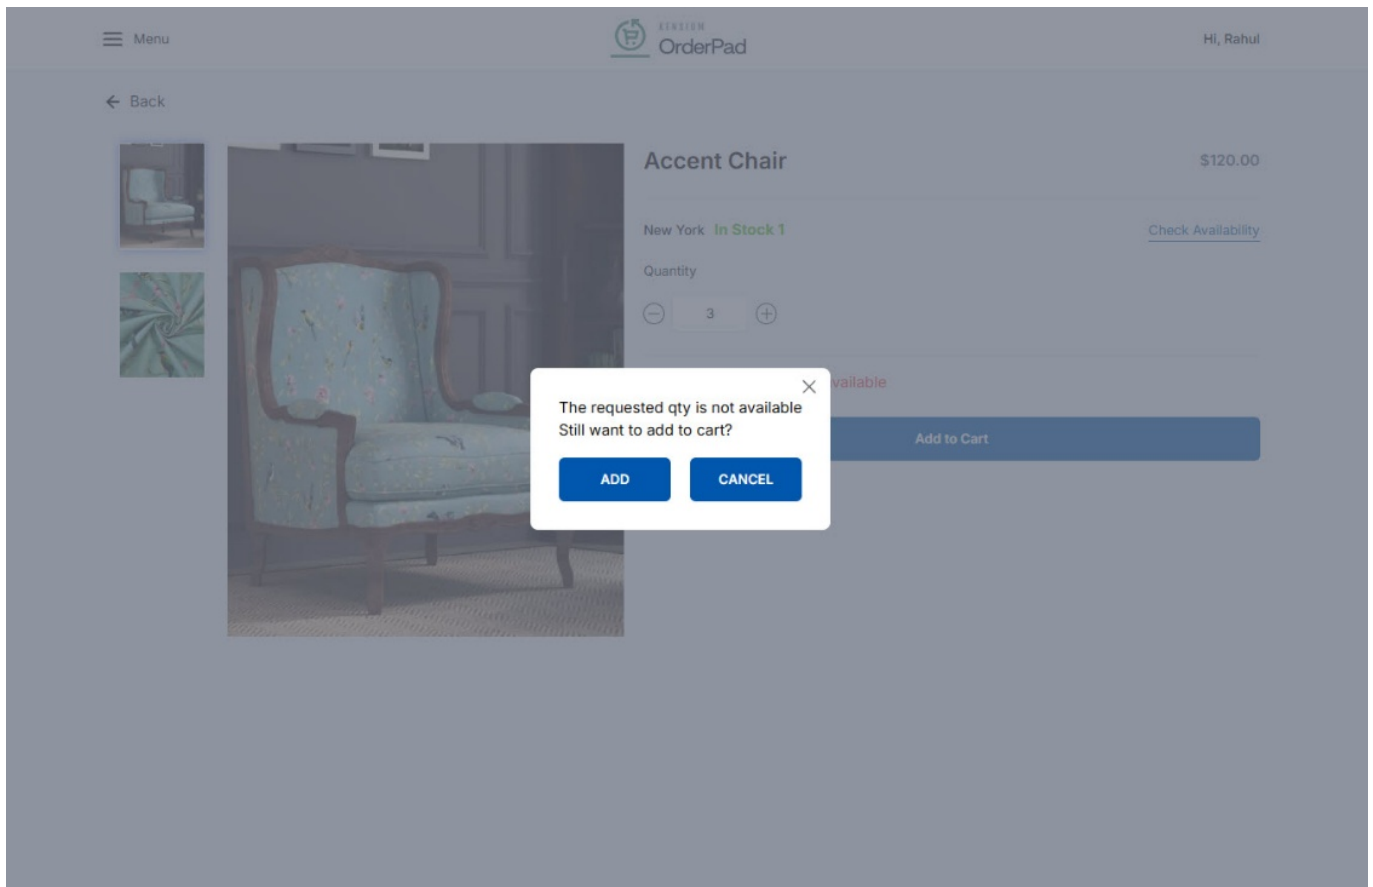 Menu
KENSIUM
OrderPad
Hi, Rahul
Back
Accent Chair
$120.00
New York In Stock 1
Check Availability
Quantity
3
The requested qty is not available
Still want to add to cart?
ADD
CANCEL
Add to Cart